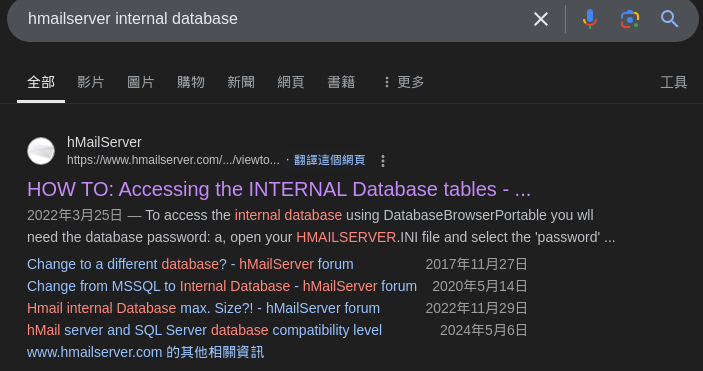 hmailserver internal database
全部 影片 圖片 購物 新聞 網頁 書籍 更多 工具
hMailServer
https://www.hmailserver.com/.../viewto... · 翻譯這個網頁
HOW TO: Accessing the INTERNAL Database tables - ...
2022年3月25日 — To access the internal database using DatabaseBrowserPortable you wll
need the database password: a, open your HMAILSERVER.INI file and select the 'password' ...
Change to a different database? - hMailServer forum 2017年11月27日
Change from MSSQL to Internal Database - hMailServer forum 2020年5月14日
Hmail internal Database max. Size?! - hMailServer forum 2022年11月29日
hMail server and SQL Server database compatibility level 2024年5月6日
www.hmailserver.com 的其他相關資訊